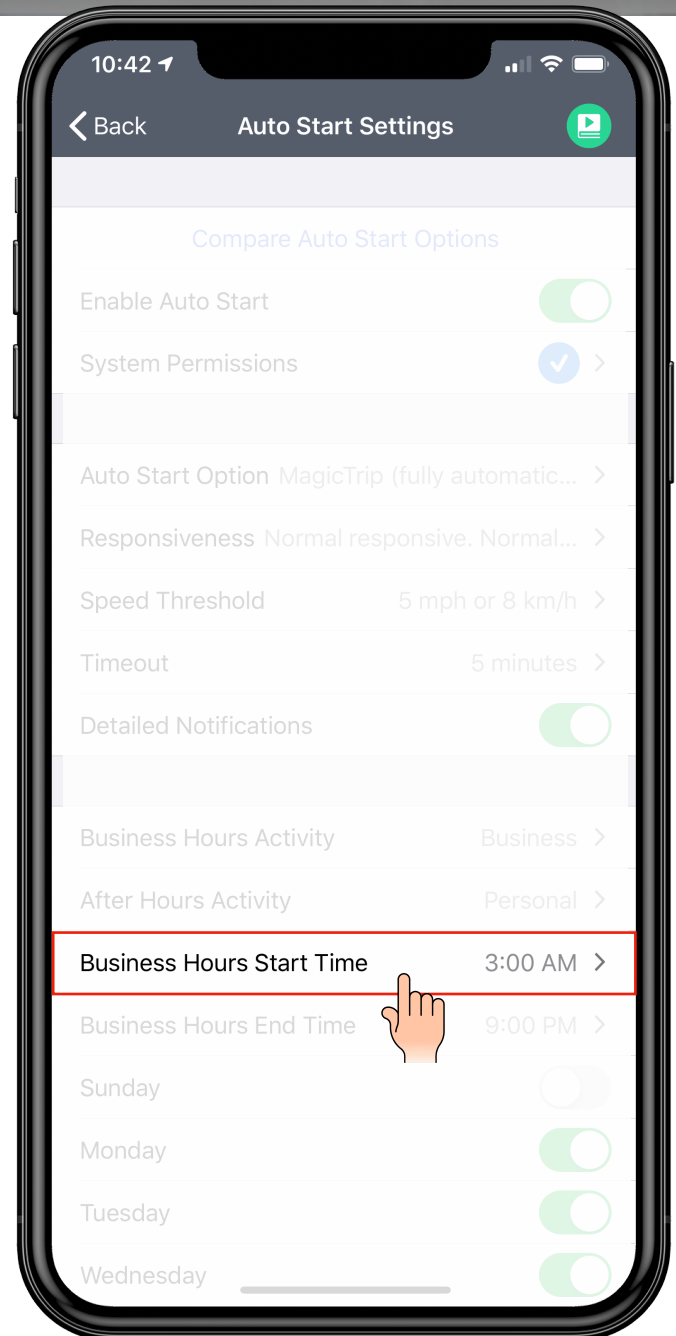 10:42
Back Auto Start Settings
Compare Auto Start Options
Enable Auto Start
System Permissions
Auto Start Option MagicTrip (fully automatic...
Responsiveness Normal responsive. Normal...
Speed Threshold 5 mph or 8 km/h
Timeout 5 minutes
Detailed Notifications
Business Hours Activity Business
After Hours Activity Personal
Business Hours Start Time 3:00 AM
Business Hours End Time 9:00 PM
Sunday
Monday
Tuesday
Wednesday